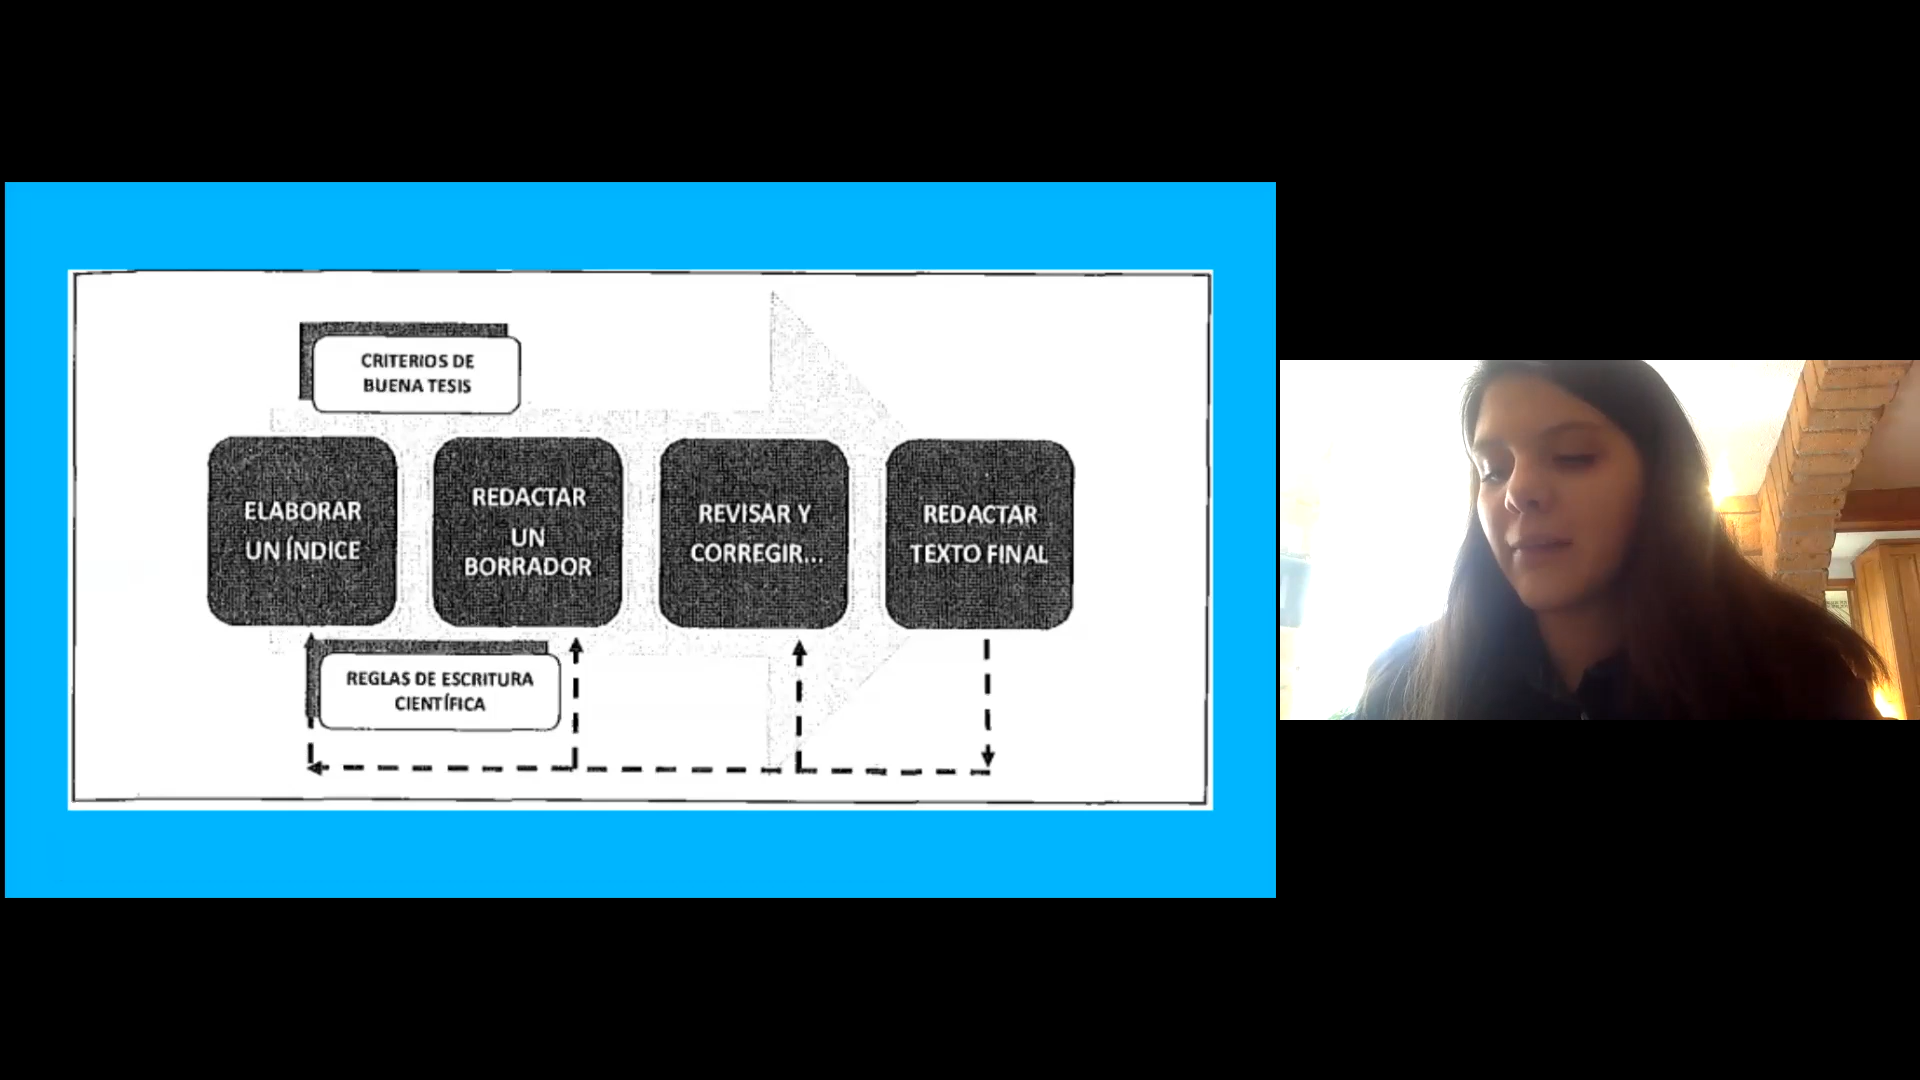 CRITERIOS DE
BUENA TESIS
ELABORAR
UN ÍNDICE
REDACTAR
UN
BORRADOR
REVISAR Y
CORREGIR...
REDACTAR
TEXTO FINAL
REGLAS DE ESCRITURA
CIENTÍFICA